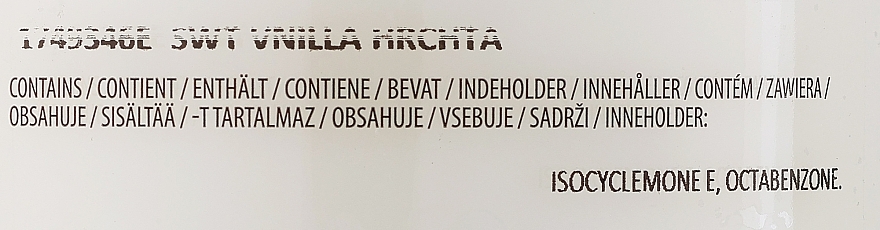 1749346E SWT VNILLA HRCHTA
CONTAINS / CONTIENT / ENTHÄLT / CONTIENE / BEVAT / INDEHOLDER / INNEHÅLLER / CONTÉM / ZAWIERA /
OBSAHUJE / SISÄLTÄÄ / -T TARTALMAZ / OBSAHUJE / VSEBUJE / SADRŽI / INNEHOLDER:
ISOCYCLEMONE E, OCTABENZONE.